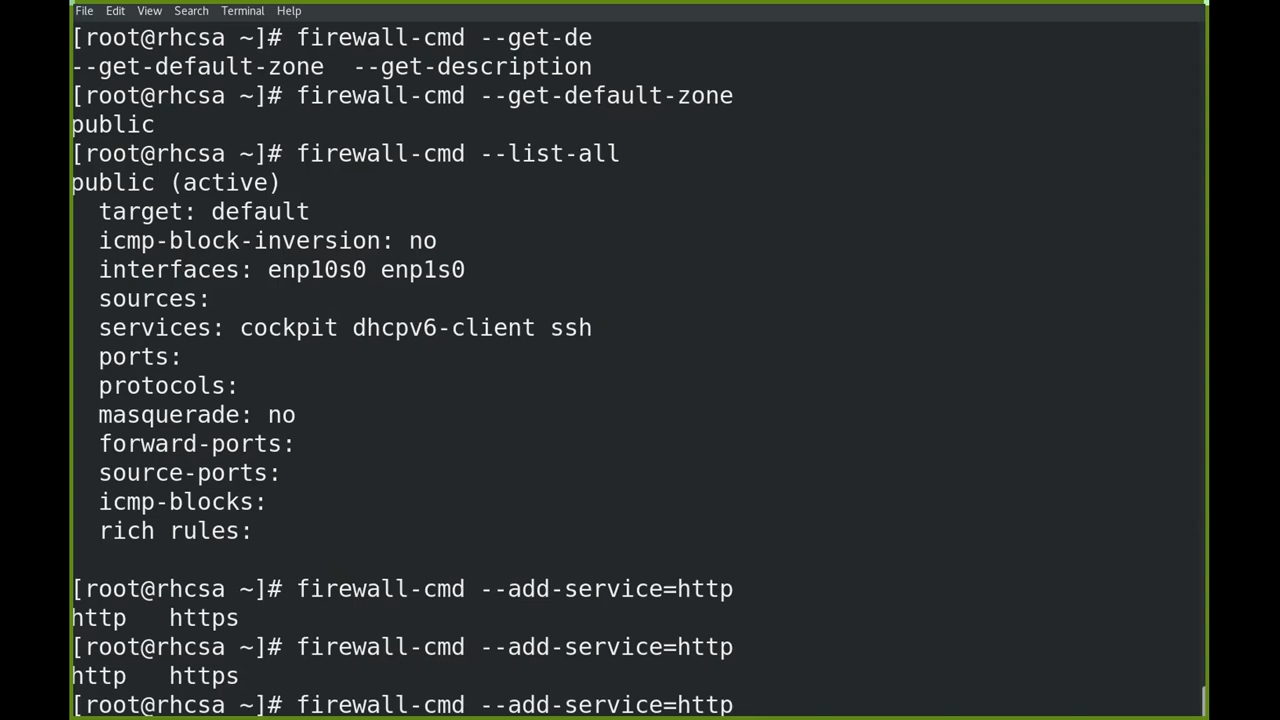 File Edit View Search Terminal Help
[root@rhcsa ~]# firewall-cmd --get-de
--get-default-zone  --get-description
[root@rhcsa ~]# firewall-cmd --get-default-zone
public
[root@rhcsa ~]# firewall-cmd --list-all
public (active)
  target: default
  icmp-block-inversion: no
  interfaces: enp10s0 enp1s0
  sources:
  services: cockpit dhcpv6-client ssh
  ports:
  protocols:
  masquerade: no
  forward-ports:
  source-ports:
  icmp-blocks:
  rich rules:
[root@rhcsa ~]# firewall-cmd --add-service=http
http   https
[root@rhcsa ~]# firewall-cmd --add-service=http
http   https
[root@rhcsa ~]# firewall-cmd --add-service=http